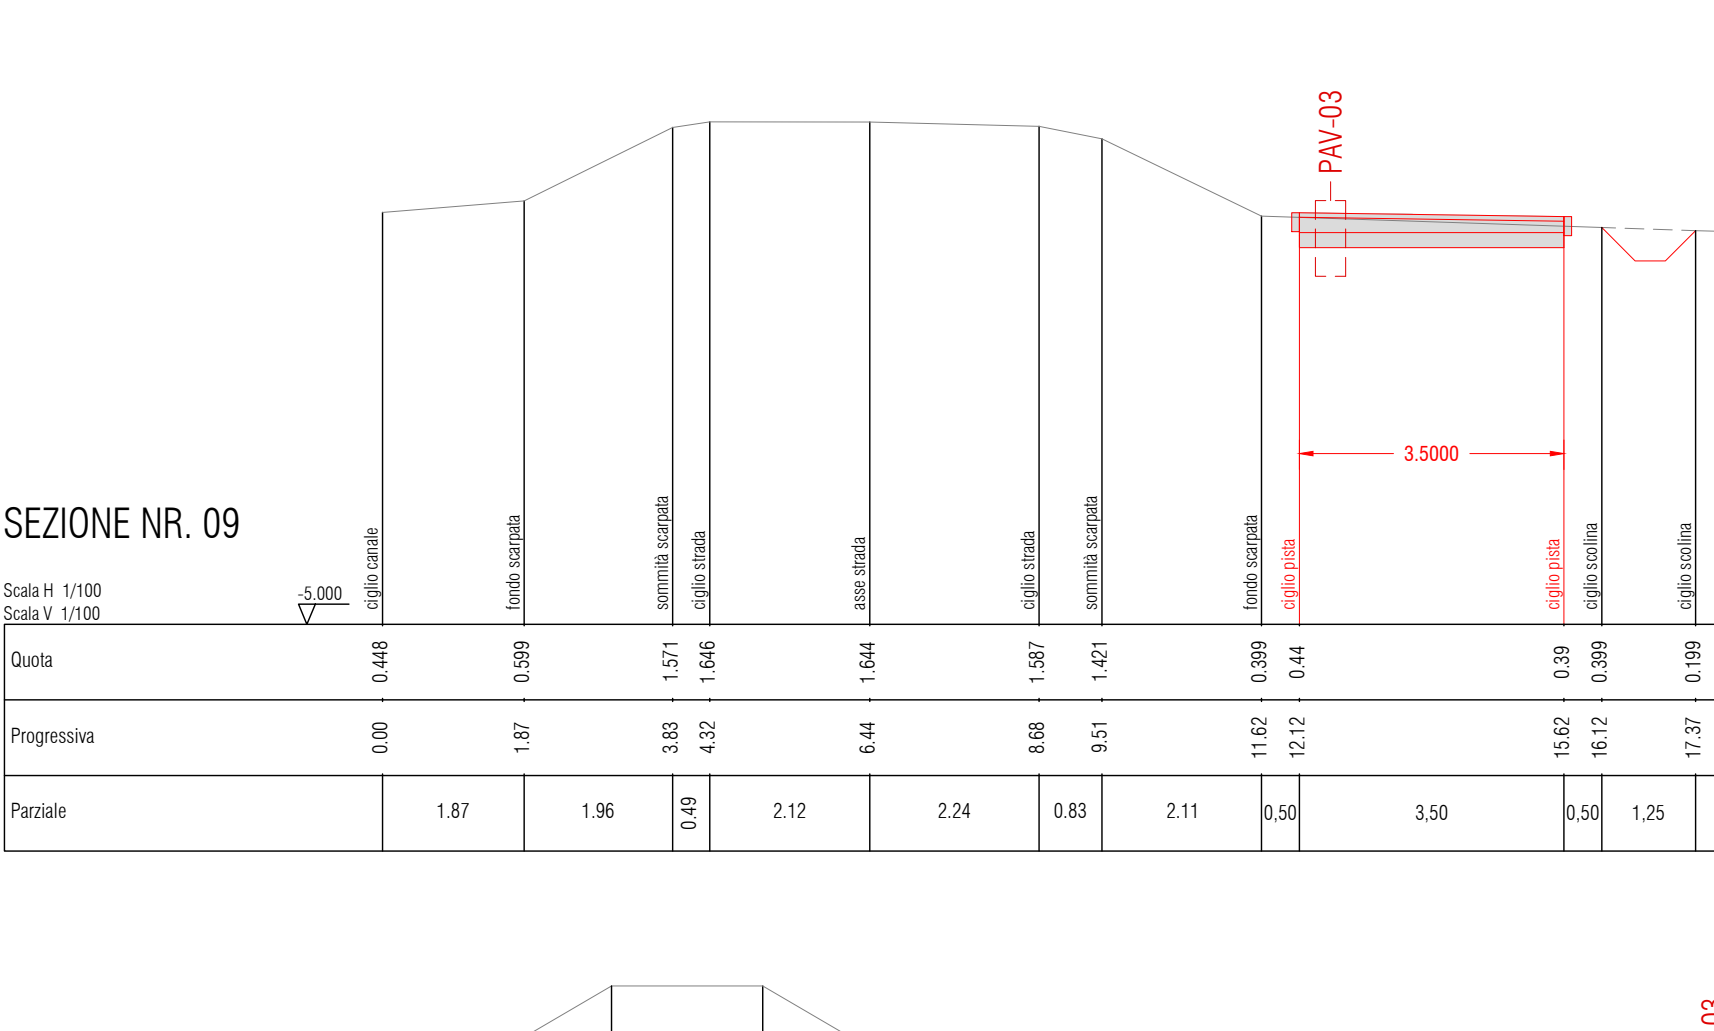 PAV-03
3.5000
SEZIONE NR. 09
Scala H 1/100
Scala V 1/100
-5.000
ciglio canale
fondo scarpata
sommità scarpata
ciglio strada
asse strada
ciglio strada
sommità scarpata
fondo scarpata
ciglio pista
ciglio pista
ciglio scolina
ciglio scolina
Quota 0.448 0.599 1.571 1.646 1.644 1.587 1.421 0.399 0.44 0.39 0.399 0.199
Progressiva 0.00 1.87 3.83 4.32 6.44 8.68 9.51 11.62 12.12 15.62 16.12 17.37
Parziale 1.87 1.96 0.49 2.12 2.24 0.83 2.11 0,50 3,50 0,50 1,25
03